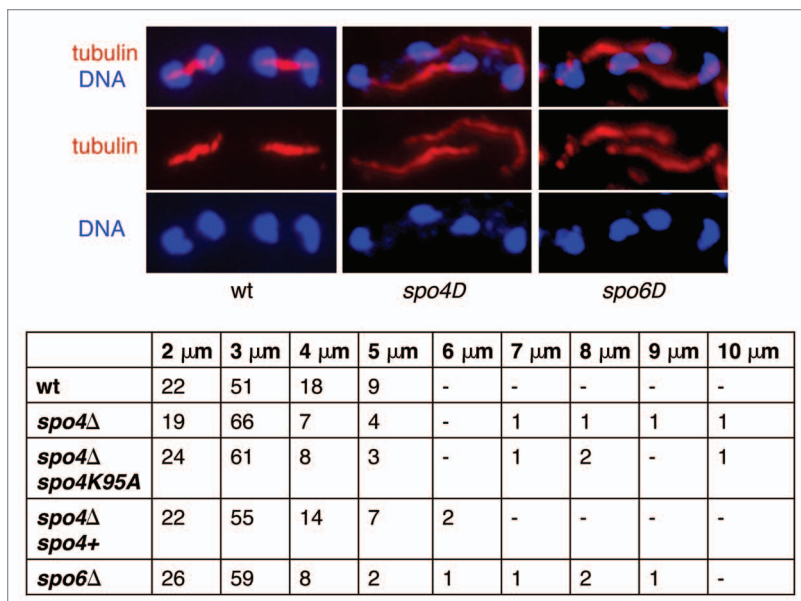 tubulin
DNA
tubulin
DNA
wt spo4D spo6D
2 μm 3 μm 4 μm 5 μm 6 μm 7 μm 8 μm 9 μm 10 μm
wt 22 51 18 9 - - - - -
spo4Δ 19 66 7 4 - 1 1 1 1
spo4Δ 24 61 8 3 - 1 2 - 1
spo4K95A
spo4Δ 22 55 14 7 2 - - - -
spo4+
spo6Δ 26 59 8 2 1 1 2 1 -